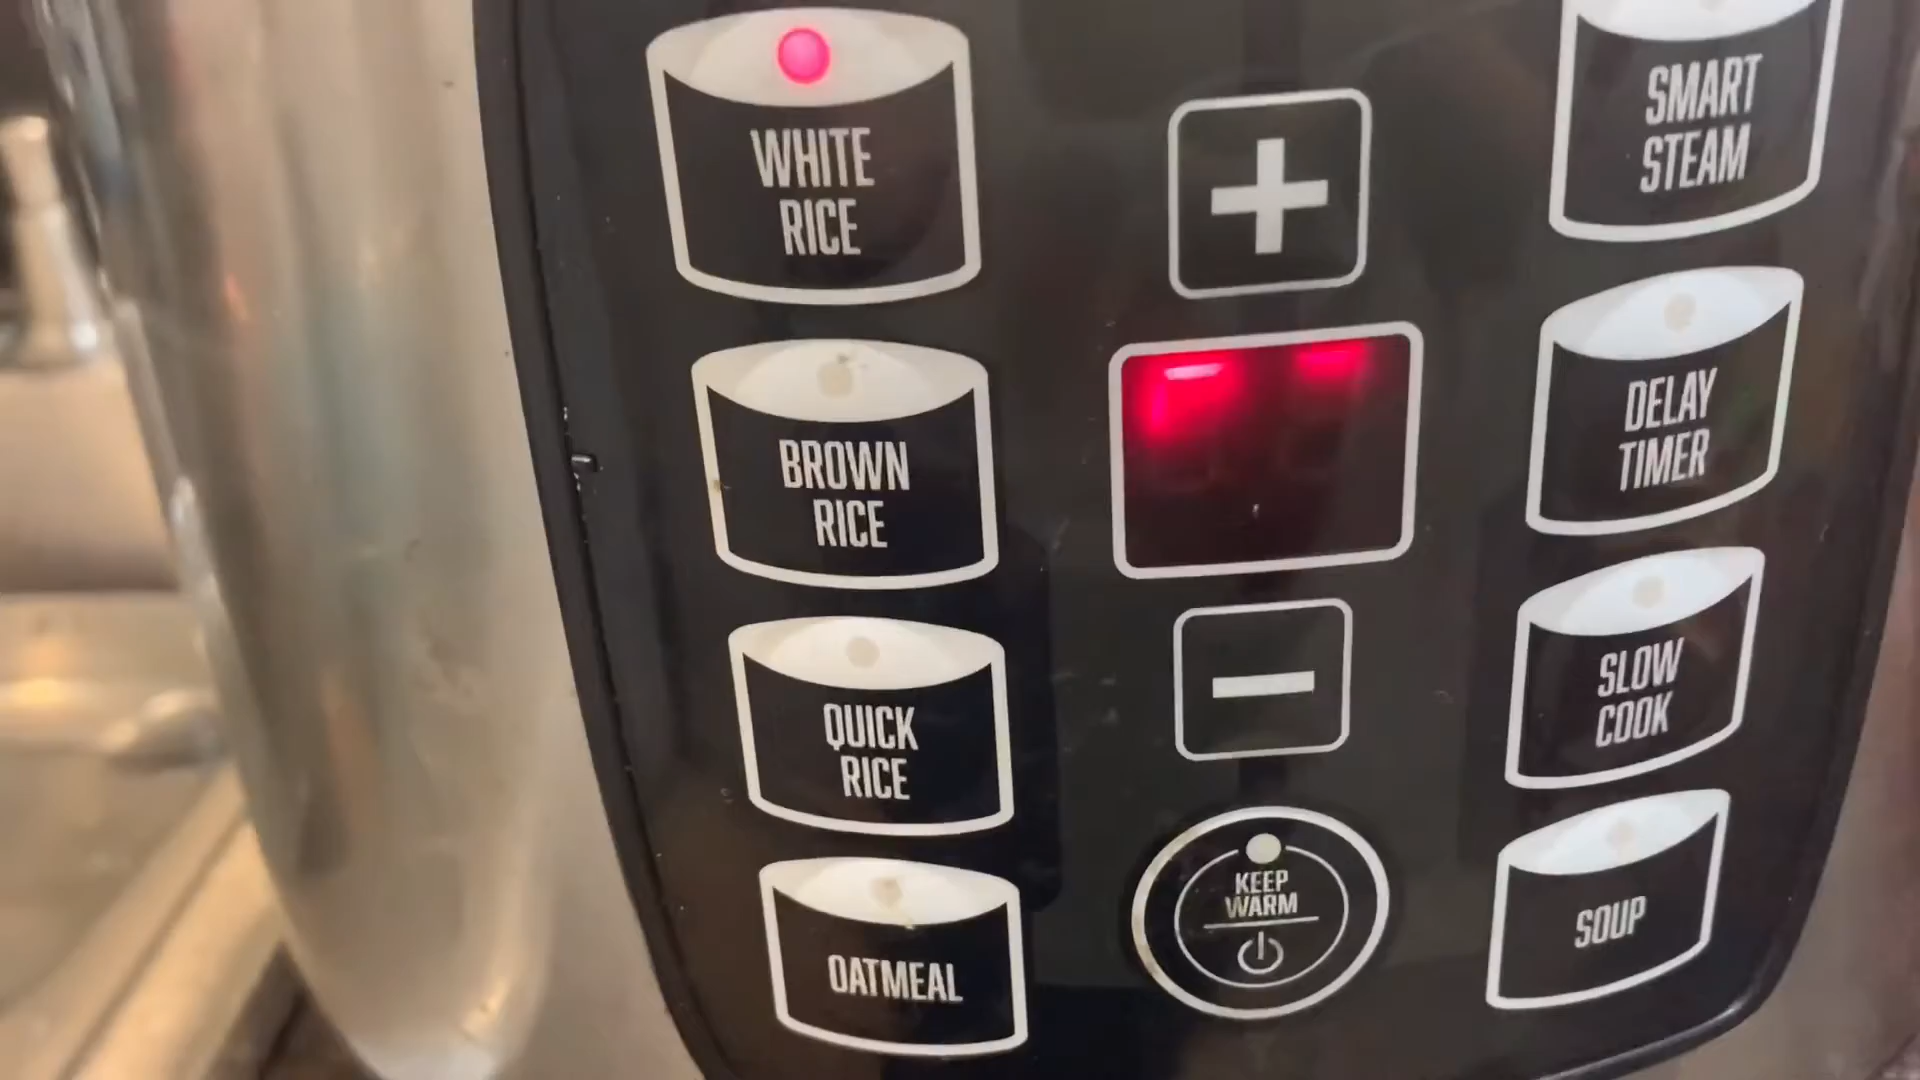 WHITE
RICE
BROWN
RICE
QUICK
RICE
OATMEAL
KEEP
WARM
SMART
STEAM
DELAY
TIMER
SLOW
COOK
SOUP